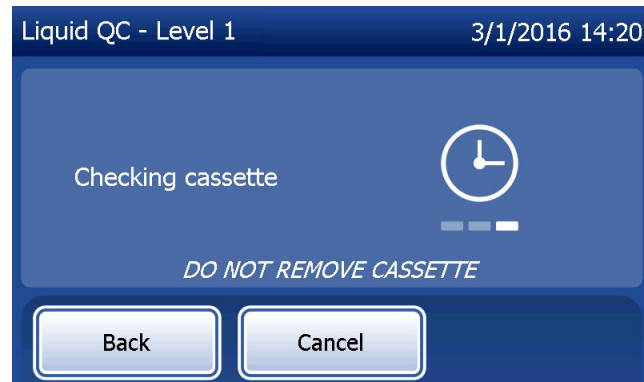 Liquid QC - Level 1 3/1/2016 14:20
Checking cassette
DO NOT REMOVE CASSETTE
Back Cancel